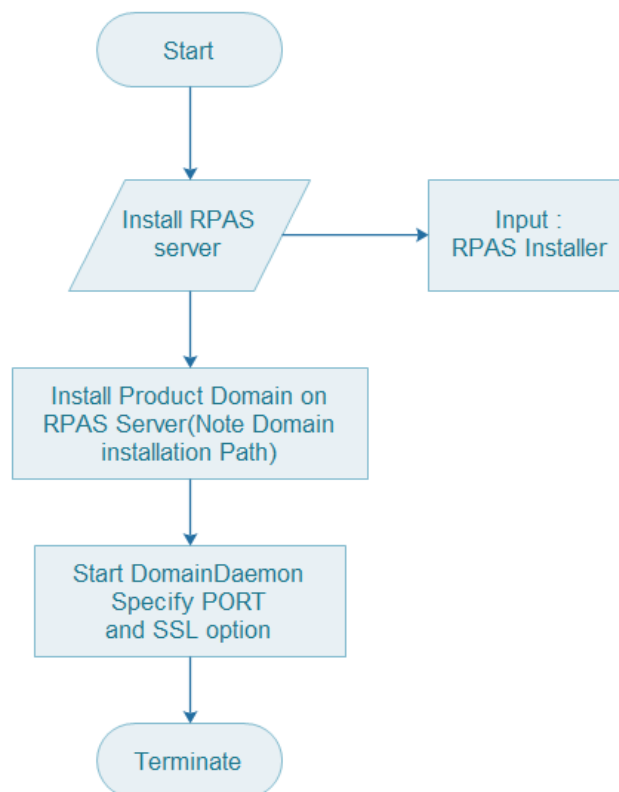 Start
Install RPAS
server
Input :
RPAS Installer
Install Product Domain on
RPAS Server(Note Domain
installation Path)
Start DomainDaemon
Specify PORT
and SSL option
Terminate